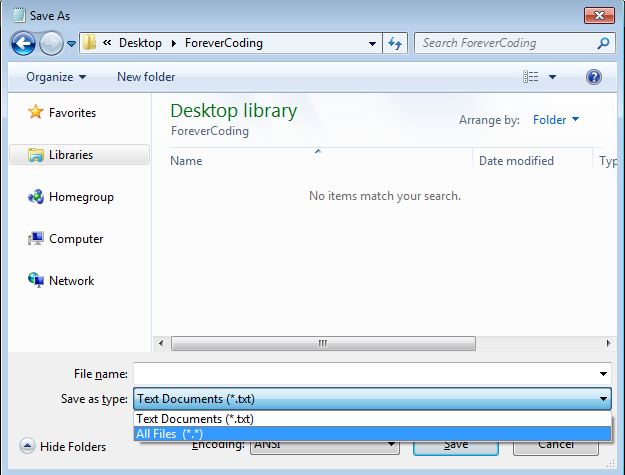 Save As
Desktop ForeverCoding Search ForeverCoding
Organize New folder
Favorites
Libraries
Homegroup
Computer
Network
Desktop library
ForeverCoding
Arrange by: Folder
Name Date modified Typ
No items match your search.
File name:
Save as type: Text Documents (*.txt)
Text Documents (*.txt)
All Files (*.*)
Hide Folders Encoding: ANSI Save Cancel